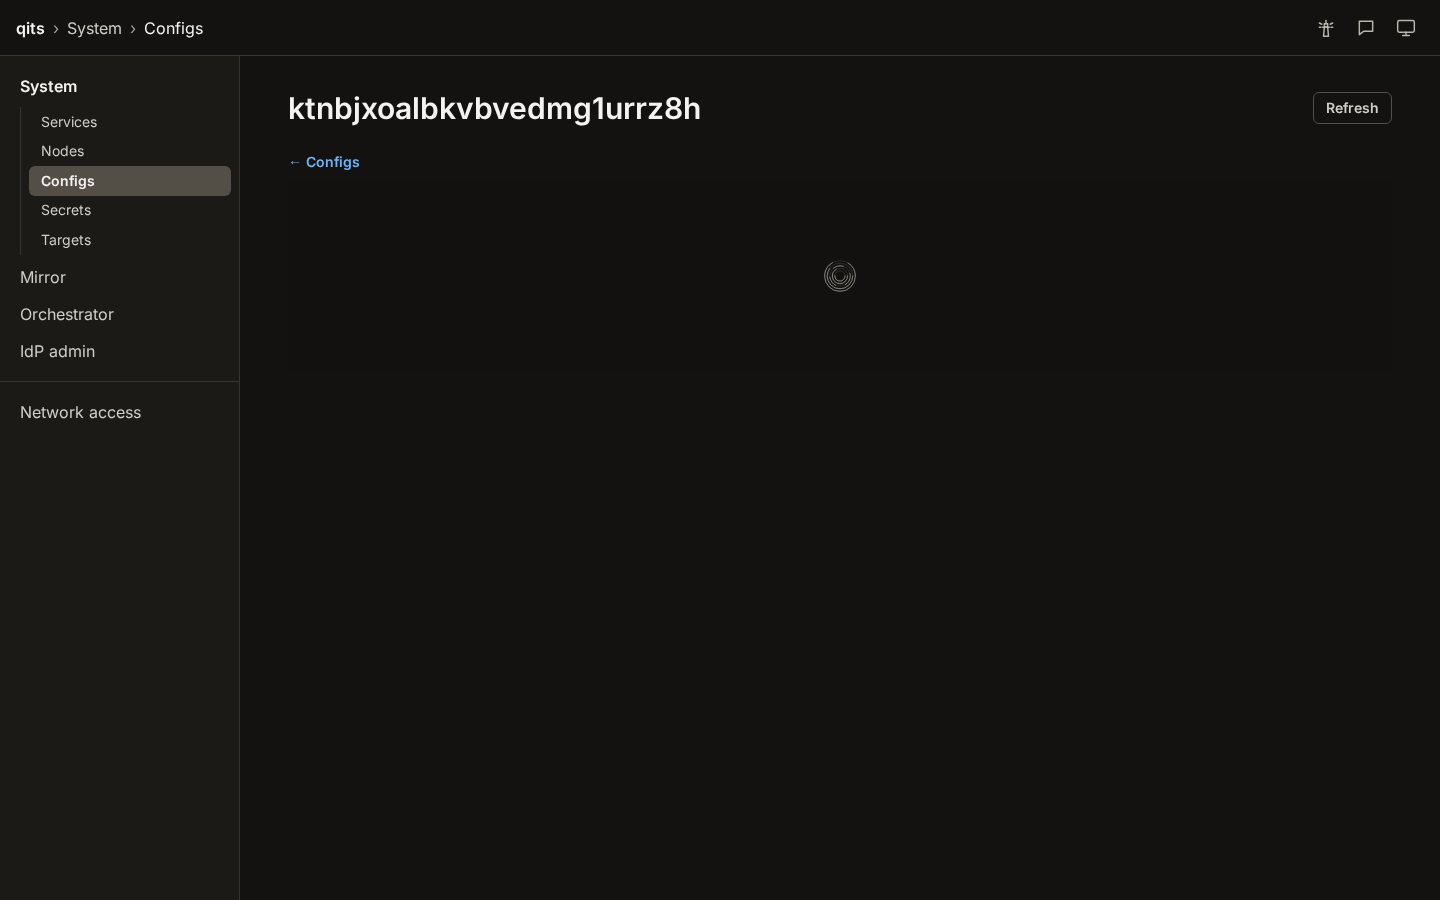 qits › System › Configs
System
Services
Nodes
Configs
Secrets
Targets
Mirror
Orchestrator
IdP admin
Network access
ktnbjxoalbkvbvedmg1urrz8h
Refresh
← Configs